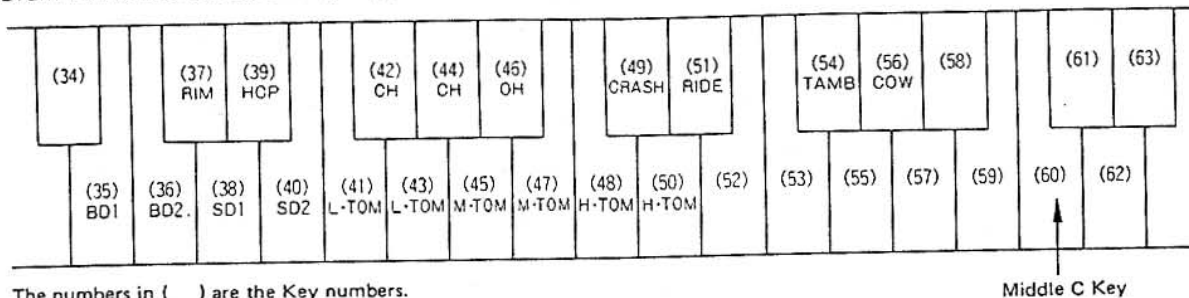 (34) (37) (39) (42) (44) (46) (49) (51) (54) (56) (58) (61) (63)
RIM HCP CH CH OH CRASH RIDE TAMB COW
(35) (36) (38) (40) (41) (43) (45) (47) (48) (50) (52) (53) (55) (57) (59) (60) (62)
BD1 BD2. SD1 SD2 L·TOM L·TOM M·TOM M·TOM H·TOM H·TOM
The numbers in ( ) are the Key numbers.
Middle C Key